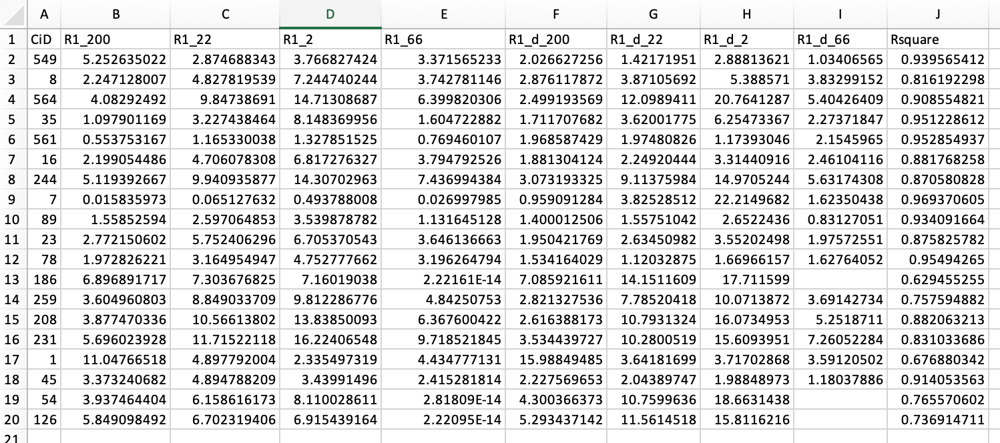 A B C D E F G H I J
1 CiD R1_200 R1_22 R1_2 R1_66 R1_d_200 R1_d_22 R1_d_2 R1_d_66 Rsquare
2 549 5.252635022 2.874688343 3.766827424 3.371565233 2.026627256 1.42171951 2.88813621 1.03406565 0.939565412
3 8 2.247128007 4.827819539 7.244740244 3.742781146 2.876117872 3.87105692 5.388571 3.83299152 0.816192298
4 564 4.08292492 9.84738691 14.71308687 6.399820306 2.499193569 12.0989411 20.7641287 5.40426409 0.908554821
5 35 1.097901169 3.227438464 8.148369956 1.604722882 1.711707682 3.62001775 6.25473367 2.27371847 0.951228612
6 561 0.553753167 1.165330038 1.327851525 0.769460107 1.968587429 1.97480826 1.17393046 2.1545965 0.952854937
7 16 2.199054486 4.706078308 6.817276327 3.794792526 1.881304124 2.24920444 3.31440916 2.46104116 0.881768258
8 244 5.119392667 9.940935877 14.30702963 7.436994384 3.073193325 9.11375984 14.9705244 5.63174308 0.870580828
9 7 0.015835973 0.065127632 0.493788008 0.026997985 0.959091284 3.82528512 22.2149682 1.62350438 0.969370605
10 89 1.55852594 2.597064853 3.539878782 1.131645128 1.400012506 1.55751042 2.6522436 0.83127051 0.934091664
11 23 2.772150602 5.752406296 6.705370543 3.646136663 1.950421769 2.63450982 3.55202498 1.97572551 0.875825782
12 78 1.972826221 3.164954947 4.752777662 3.196264794 1.534164029 1.12032875 1.66966157 1.62764052 0.95494265
13 186 6.896891717 7.303676825 7.16019038 2.22161E-14 7.085921611 14.1511609 17.711599 0.629455255
14 259 3.604960803 8.849033709 9.812286776 4.84250753 2.821327536 7.78520418 10.0713872 3.69142734 0.757594882
15 208 3.877470336 10.56613802 13.83850093 6.367600422 2.616388173 10.7931324 16.0734953 5.2518711 0.882063213
16 231 5.696023928 11.71522118 16.22406548 9.718521845 3.534439727 10.2800519 15.6093951 7.26052284 0.831033686
17 1 11.04766518 4.897792004 2.335497319 4.434777131 15.98849485 3.64181699 3.71702868 3.59120502 0.676880342
18 45 3.373240682 4.894788209 3.43991496 2.415281814 2.227569653 2.04389747 1.98848973 1.18037886 0.914053563
19 54 3.937464404 6.158616173 8.110028611 2.81809E-14 4.300366373 10.7599636 18.6631438 0.765570602
20 126 5.849098492 6.702319406 6.915439164 2.22095E-14 5.293437142 11.5614518 15.8116216 0.736914711
21